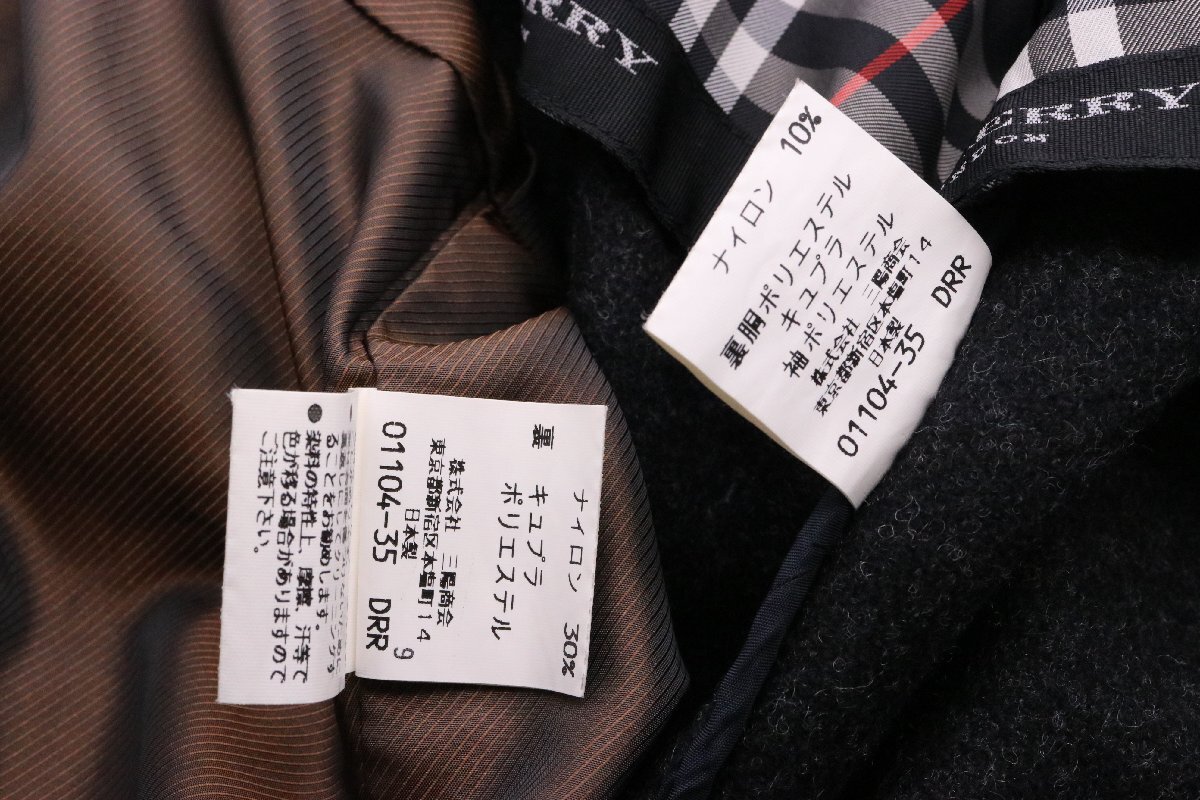 ERRY
BERRY
ナイロン 10%
裏胴ポリエステル
キュプラ
袖ポリエステル
株式会社 三陽商会
東京都新宿区本塩町14
日本製
01104-35 DRR
ナイロン 30%
裏 キュプラ
ポリエステル
株式会社 三陽商会
東京都新宿区本塩町14
日本製 9
01104-35 DRR
ることをお勧めします。
●染料の特性上、摩擦、汗等で
色が移る場合がありますので
ご注意下さい。